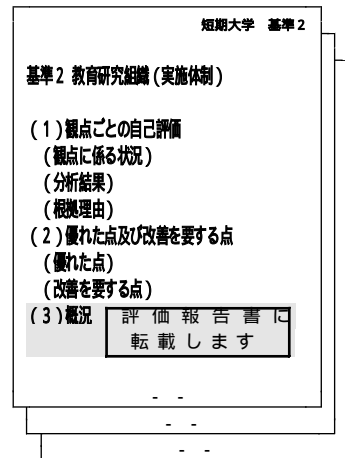 短期大学 基準2
基準2 教育研究組織(実施体制)
(1)観点ごとの自己評価
(観点に係る状況)
(分析結果)
(根拠理由)
(2)優れた点及び改善を要する点
(優れた点)
(改善を要する点)
(3)概況 評価報告書に
転載します
- -
- -
- -